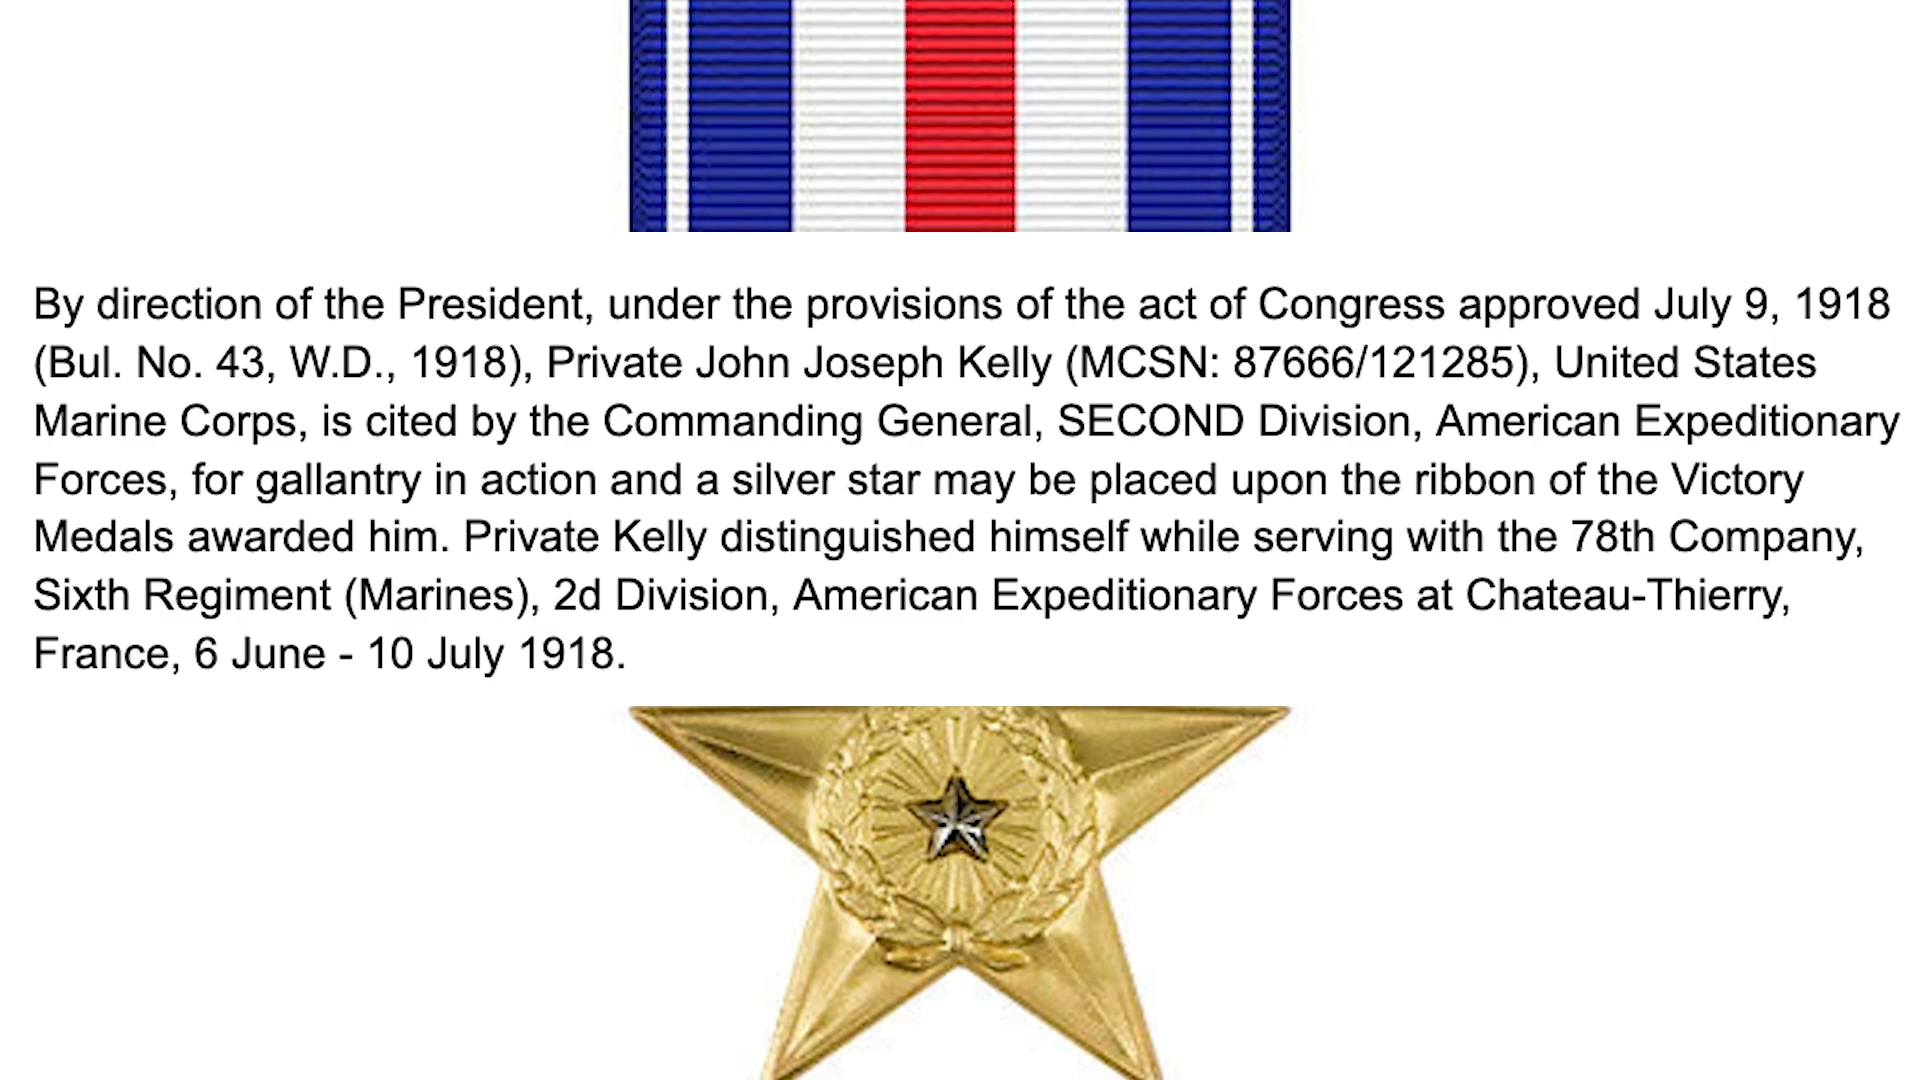 By direction of the President, under the provisions of the act of Congress approved July 9, 1918
(Bul. No. 43, W.D., 1918), Private John Joseph Kelly (MCSN: 87666/121285), United States
Marine Corps, is cited by the Commanding General, SECOND Division, American Expeditionary
Forces, for gallantry in action and a silver star may be placed upon the ribbon of the Victory
Medals awarded him. Private Kelly distinguished himself while serving with the 78th Company,
Sixth Regiment (Marines), 2d Division, American Expeditionary Forces at Chateau-Thierry,
France, 6 June - 10 July 1918.